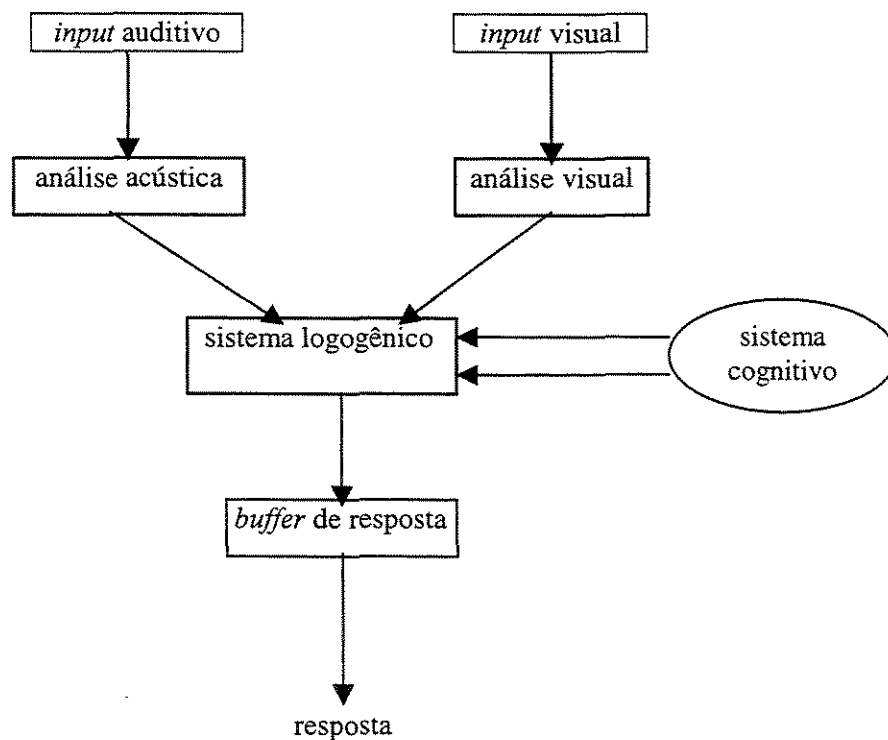 input auditivo
input visual
análise acústica
análise visual
sistema logogênico
sistema
cognitivo
buffer de resposta
resposta